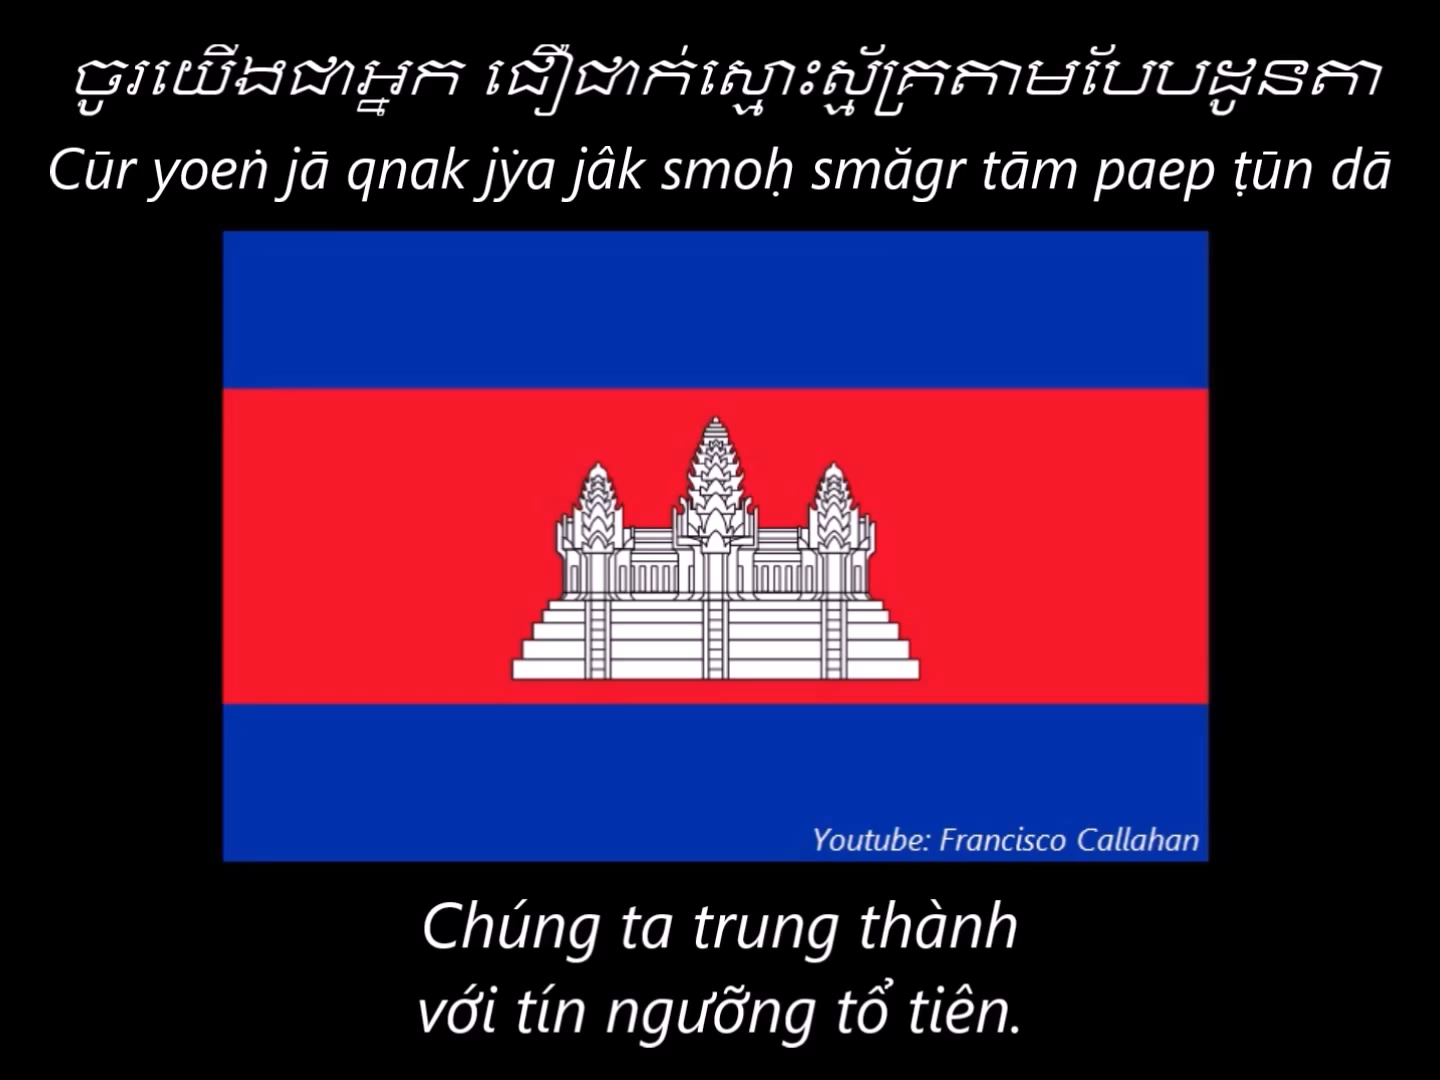 ចូរយើងជាអ្នក ជឿជាក់ស្មោះស្ម័គ្រតាមបែបដូនតា
Cūr yoeṅ jā qnak jẏa jâk smoḥ smăgr tām paep ṭūn dā
Youtube: Francisco Callahan
Chúng ta trung thành
với tín ngưỡng tổ tiên.